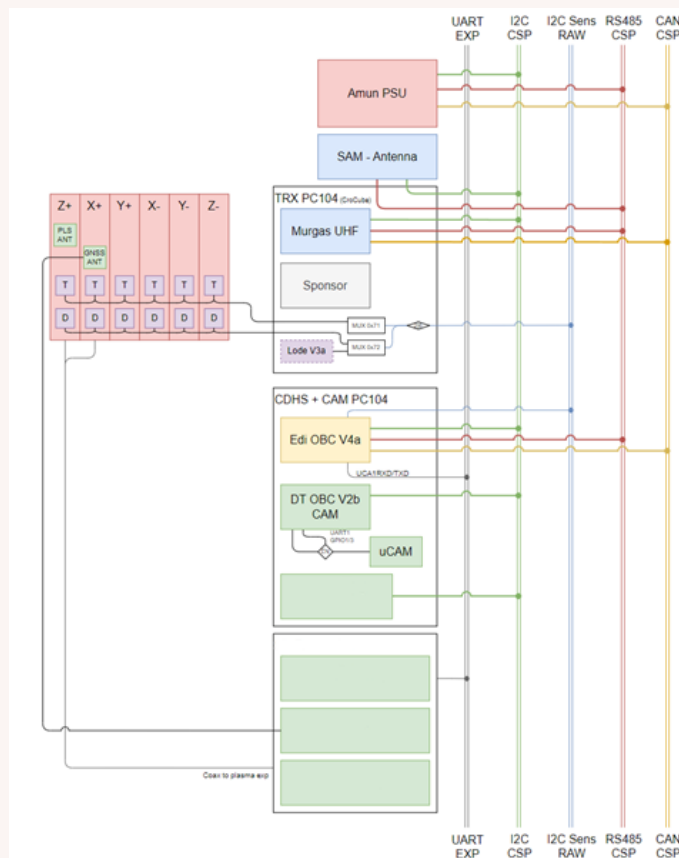 UART EXP
I2C CSP
I2C Sens RAW
RS485 CSP
CAN CSP
Amun PSU
SAM - Antenna
Z+ X+ Y+ X- Y- Z-
PLS ANT
GNSS ANT
T T T T T T
D D D D D D
TRX PC104 (CroCube)
Murgas UHF
Sponsor
MUX 0x71
MUX 0x72
Lode V3a
CDHS + CAM PC104
Edi OBC V4a
UCA1RXD/TXD
DT OBC V2b
CAM
UART1
uCAM
Coax to plasma exp
UART EXP
I2C CSP
I2C Sens RAW
RS485 CSP
CAN CSP